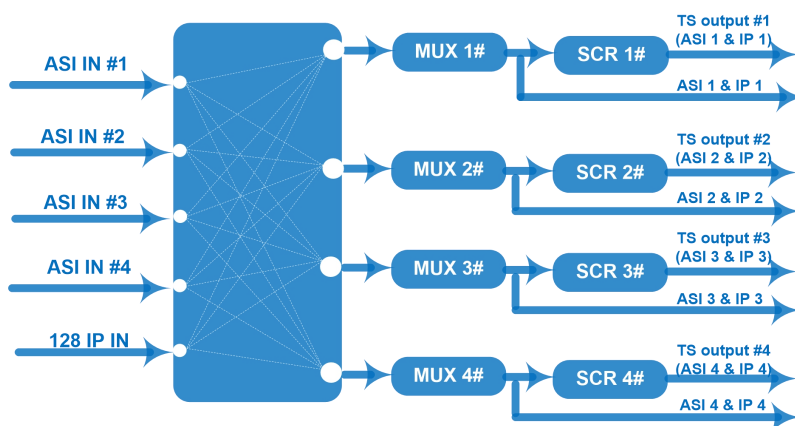 ASI IN #1
ASI IN #2
ASI IN #3
ASI IN #4
128 IP IN
MUX 1#
SCR 1#
TS output #1
(ASI 1 & IP 1)
ASI 1 & IP 1
MUX 2#
SCR 2#
TS output #2
(ASI 2 & IP 2)
ASI 2 & IP 2
MUX 3#
SCR 3#
TS output #3
(ASI 3 & IP 3)
ASI 3 & IP 3
MUX 4#
SCR 4#
TS output #4
(ASI 4 & IP 4)
ASI 4 & IP 4